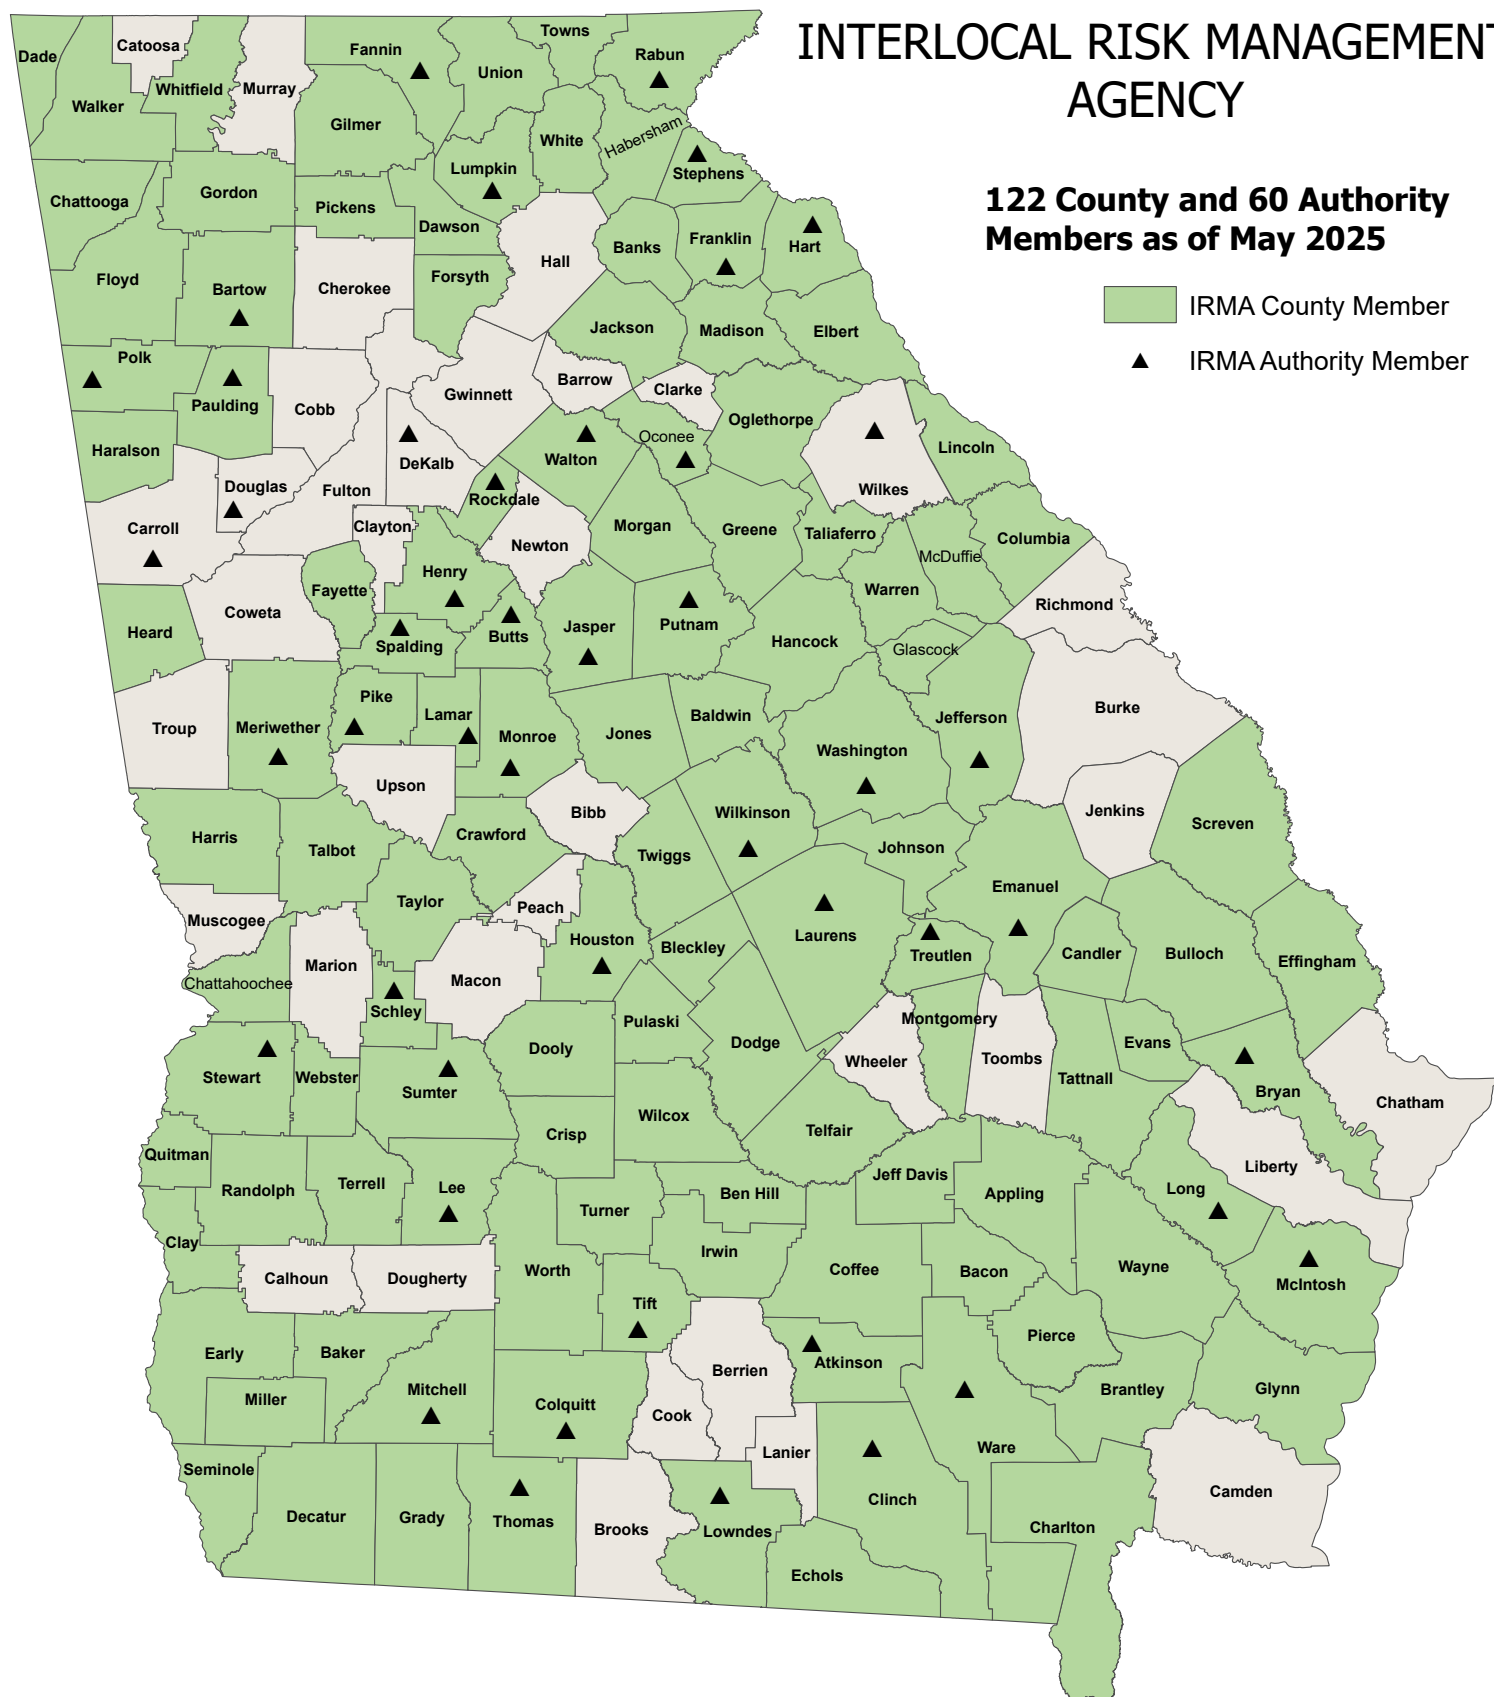 INTERLOCAL RISK MANAGEMENT
AGENCY
122 County and 60 Authority
Members as of May 2025
IRMA County Member
IRMA Authority Member
Dade
Catoosa
Fannin
Towns
Rabun
Union
Walker
Whitfield
Murray
Gilmer
White
Habersham
Lumpkin
Stephens
Chattooga
Gordon
Pickens
Dawson
Banks
Franklin
Hart
Hall
Floyd
Bartow
Cherokee
Forsyth
Jackson
Madison
Elbert
Polk
Paulding
Cobb
Gwinnett
Barrow
Clarke
Oglethorpe
Haralson
Oconee
Lincoln
Douglas
Fulton
DeKalb
Walton
Wilkes
Rockdale
Carroll
Clayton
Newton
Morgan
Greene
Taliaferro
McDuffie
Columbia
Henry
Fayette
Warren
Richmond
Coweta
Heard
Spalding
Butts
Jasper
Putnam
Hancock
Glascock
Troup
Meriwether
Pike
Lamar
Monroe
Jones
Baldwin
Washington
Jefferson
Burke
Upson
Bibb
Wilkinson
Jenkins
Screven
Harris
Talbot
Crawford
Twiggs
Johnson
Emanuel
Muscogee
Taylor
Peach
Houston
Bleckley
Laurens
Treutlen
Candler
Bulloch
Effingham
Chattahoochee
Marion
Macon
Schley
Pulaski
Montgomery
Stewart
Webster
Sumter
Dooly
Dodge
Wheeler
Toombs
Evans
Tattnall
Bryan
Chatham
Quitman
Crisp
Wilcox
Telfair
Liberty
Randolph
Terrell
Lee
Turner
Ben Hill
Jeff Davis
Appling
Long
Clay
Calhoun
Dougherty
Worth
Irwin
Coffee
Bacon
Wayne
McIntosh
Tift
Early
Baker
Pierce
Berrien
Atkinson
Miller
Mitchell
Colquitt
Cook
Brantley
Glynn
Lanier
Ware
Seminole
Clinch
Camden
Decatur
Grady
Thomas
Brooks
Lowndes
Charlton
Echols